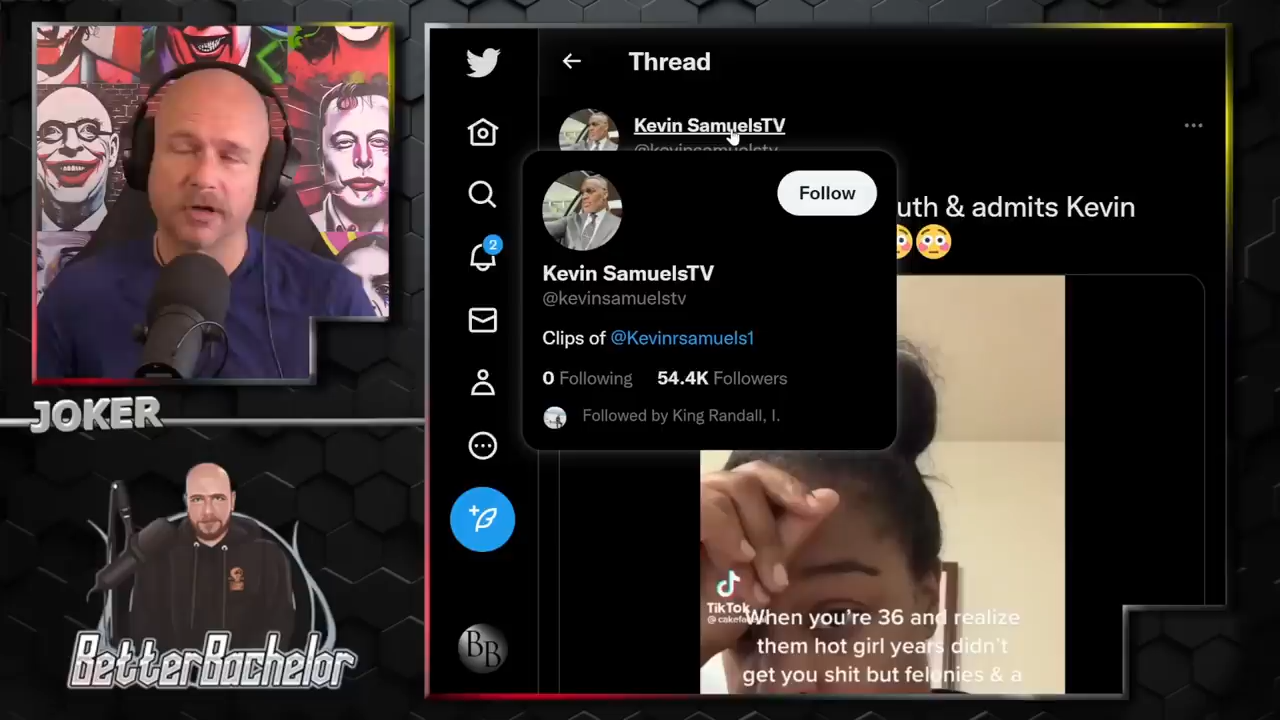 Thread
Kevin SamuelsTV
@kevinsamuelstv
Follow
uth & admits Kevin
2
Kevin SamuelsTV
@kevinsamuelstv
Clips of @Kevinrsamuels1
0 Following 54.4K Followers
Followed by King Randall, I.
JOKER
BetterBachelor
BB
TikTok
When you're 36 and realize
them hot girl years didn't
get you shit but felonies & a